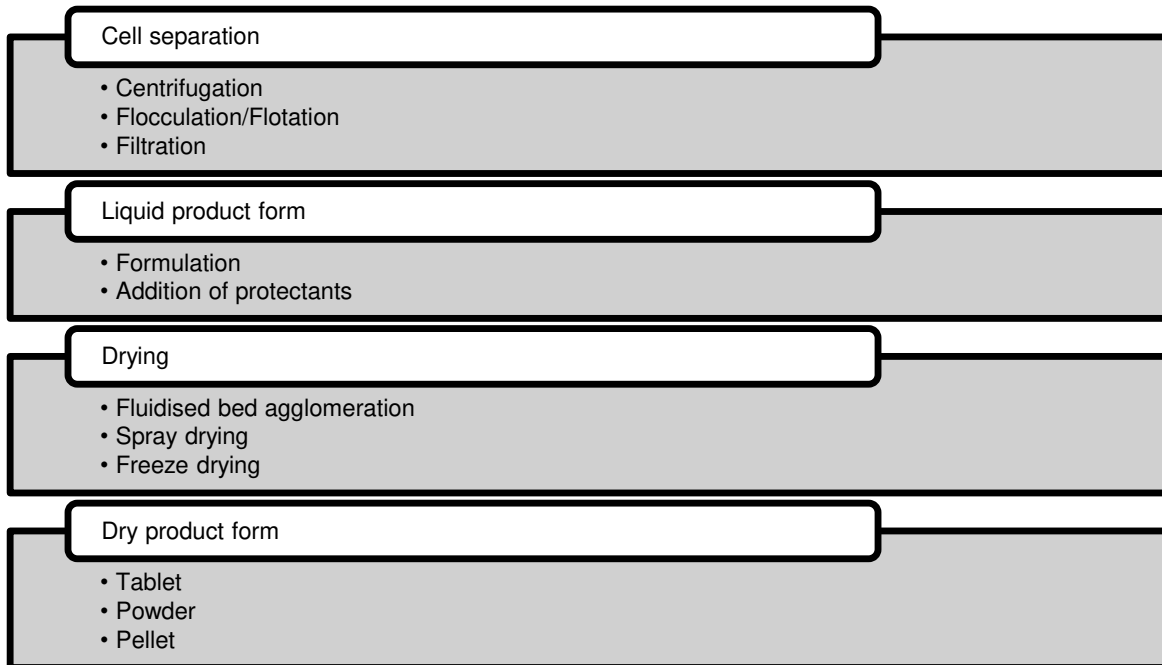 Cell separation
• Centrifugation
• Flocculation/Flotation
• Filtration
Liquid product form
• Formulation
• Addition of protectants
Drying
• Fluidised bed agglomeration
• Spray drying
• Freeze drying
Dry product form
• Tablet
• Powder
• Pellet